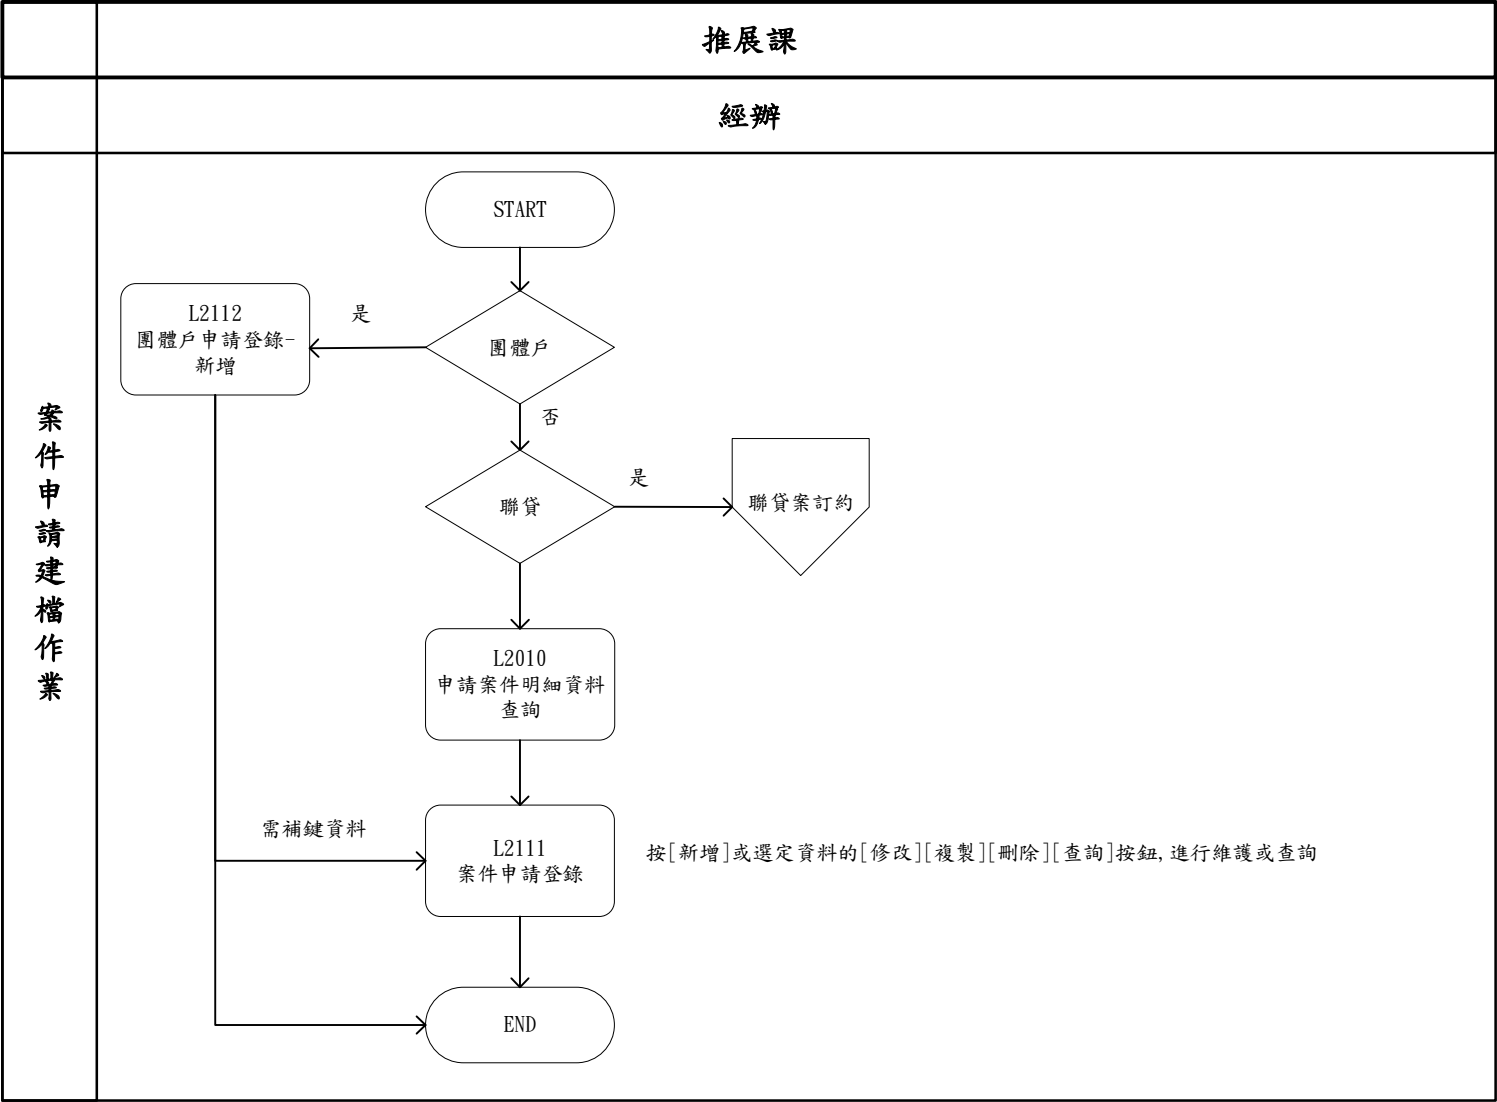 推展課
經辦
案件申請建檔作業
START
L2112
團體戶申請登錄-
新增
是
團體戶
否
聯貸
是
聯貸案訂約
L2010
申請案件明細資料
查詢
需補鍵資料
L2111
案件申請登錄
按[新增]或選定資料的[修改][複製][刪除][查詢]按鈕,進行維護或查詢
END